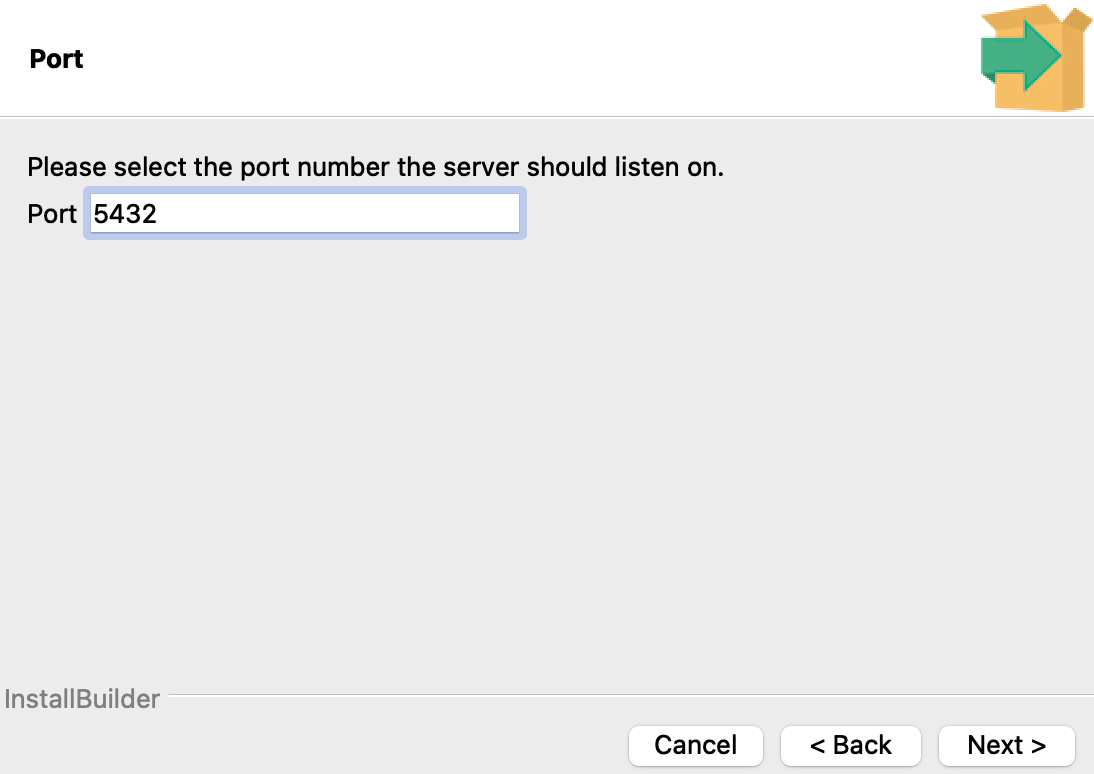 Port
Please select the port number the server should listen on.
Port 5432
InstallBuilder
Cancel < Back Next >